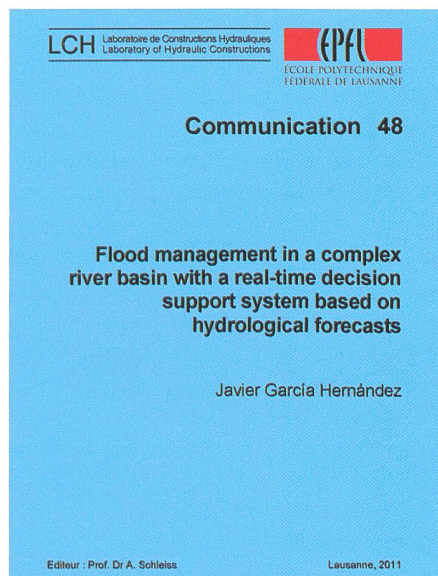 LCH Laboratoire de Constructions Hydrauliques
Laboratory of Hydraulic Constructions
EPFL
ÉCOLE POLYTECHNIQUE
FÉDÉRALE DE LAUSANNE
Communication 48
Flood management in a complex
river basin with a real-time decision
support system based on
hydrological forecasts
Javier García Hernández
Editeur : Prof. Dr A. Schleiss
Lausanne, 2011